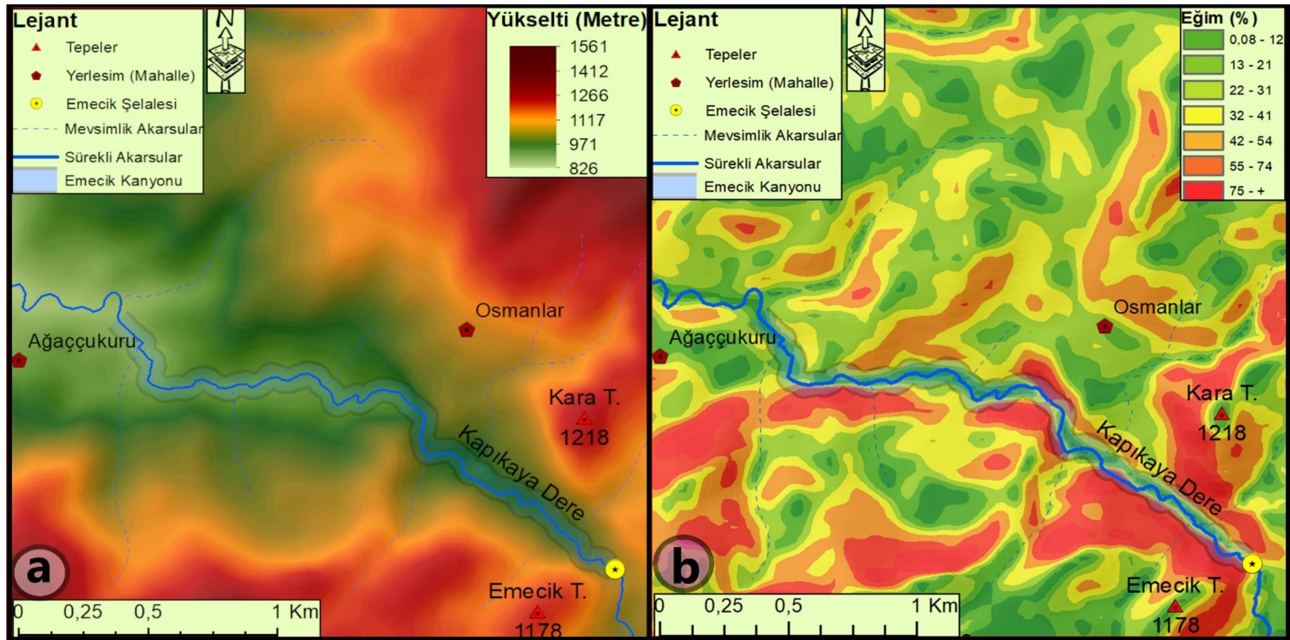 Lejant
Tepeler
Yerlesim (Mahalle)
Emecik Şelalesi
Mevsimlik Akarsular
Sürekli Akarsular
Emecik Kanyonu
N
Yükselti (Metre)
1561
1412
1266
1117
971
826
Osmanlar
Ağaççukuru
Kara T.
1218
Kapıkaya Dere
Emecik T.
1178
a
0 0,25 0,5 1 Km
Lejant
Tepeler
Yerlesim (Mahalle)
Emecik Şelalesi
Mevsimlik Akarsular
Sürekli Akarsular
Emecik Kanyonu
N
Eğim (%)
0,08 - 12
13 - 21
22 - 31
32 - 41
42 - 54
55 - 74
75 - +
Osmanlar
Ağaççukuru
Kara T.
1218
Kapıkaya Dere
Emecik T.
1178
b
0 0,25 0,5 1 Km